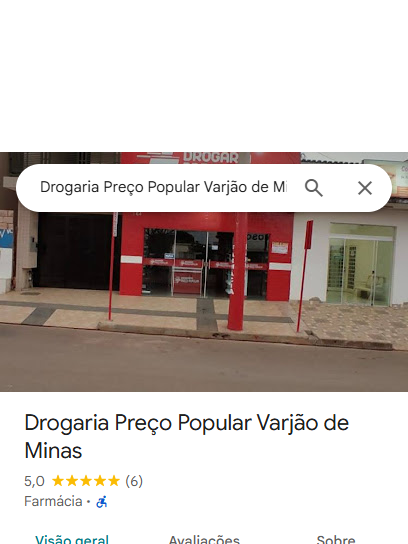 DROGAR
Drogaria Preço Popular Varjão de Mi
Drogaria Preço Popular Varjão de
Minas
5,0 (6)
Farmácia ·
Visão geral Avaliações Sobre